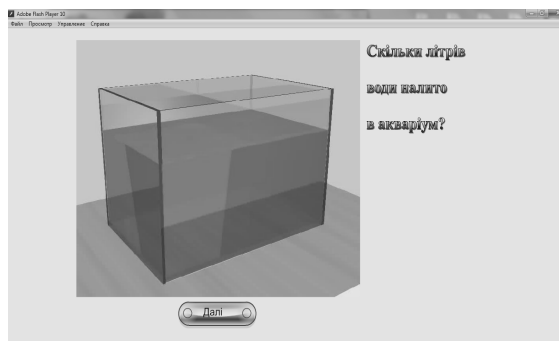 Adobe Flash Player 10
Файл Просмотр Управление Справка
Скільки літрів
води налито
в акваріум?
Далі